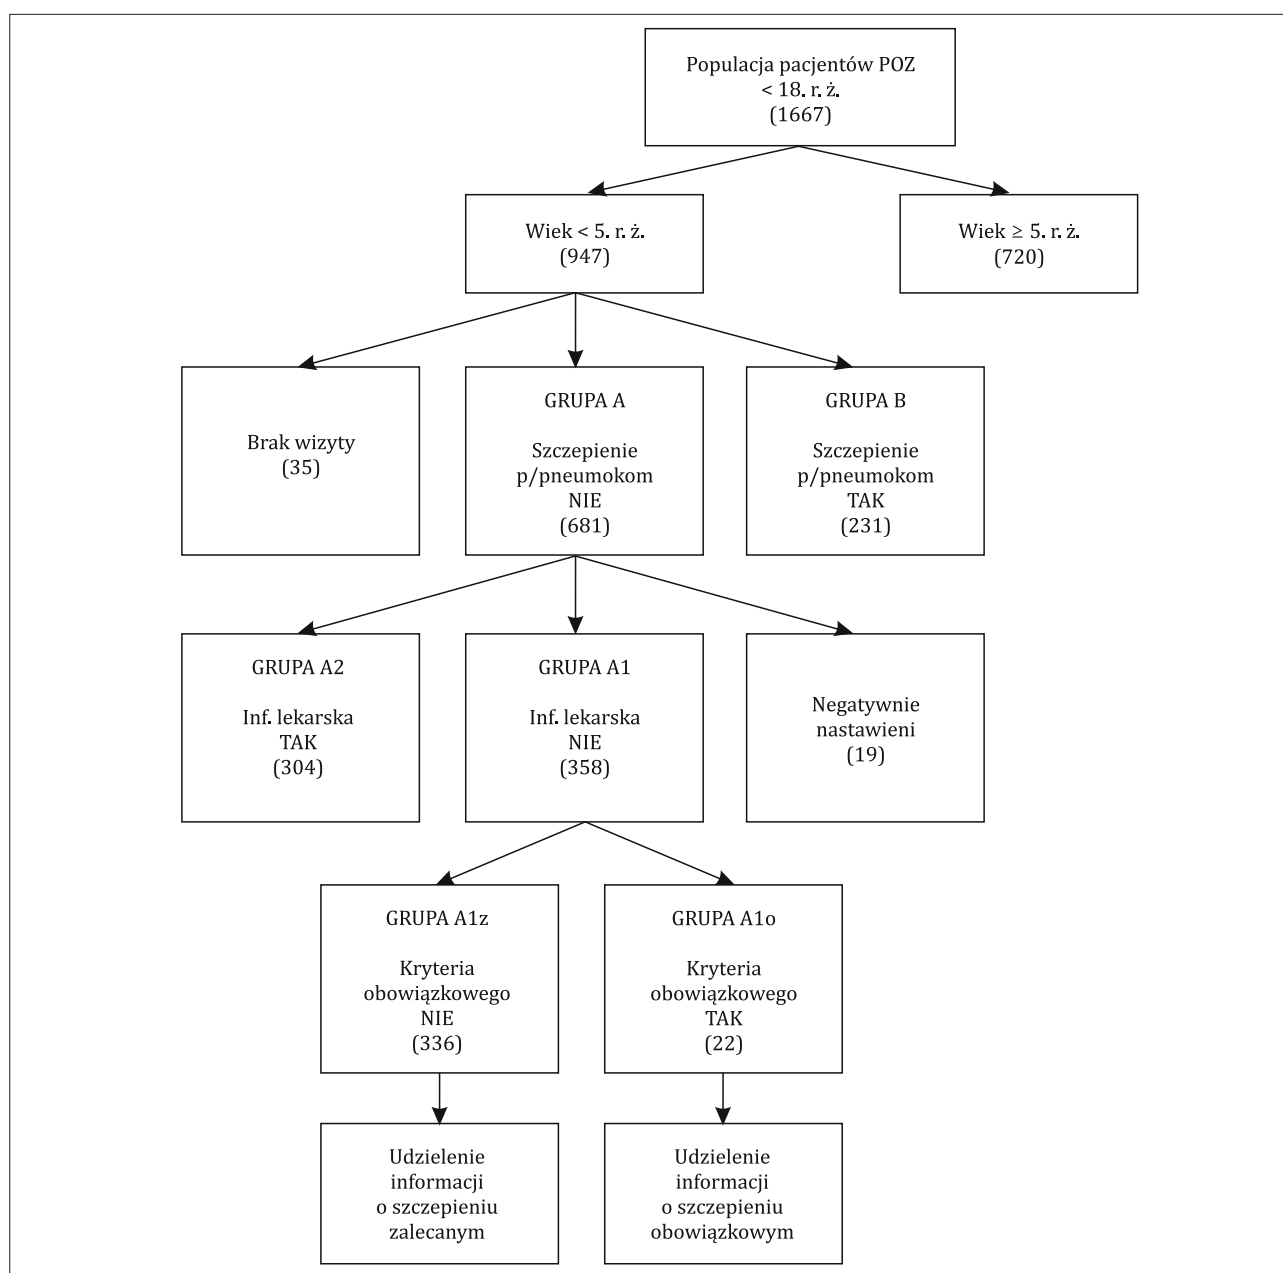 Populacja pacjentów POZ
< 18. r. ż.
(1667)
Wiek < 5. r. ż.
(947)
Wiek ≥ 5. r. ż.
(720)
Brak wizyty
(35)
GRUPA A
Szczepienie
p/pneumokom
NIE
(681)
GRUPA B
Szczepienie
p/pneumokom
TAK
(231)
GRUPA A2
Inf. lekarska
TAK
(304)
GRUPA A1
Inf. lekarska
NIE
(358)
Negatywnie
nastawieni
(19)
GRUPA A1z
Kryteria
obowiązkowego
NIE
(336)
GRUPA A1o
Kryteria
obowiązkowego
TAK
(22)
Udzielenie
informacji
o szczepieniu
zalecanym
Udzielenie
informacji
o szczepieniu
obowiązkowym